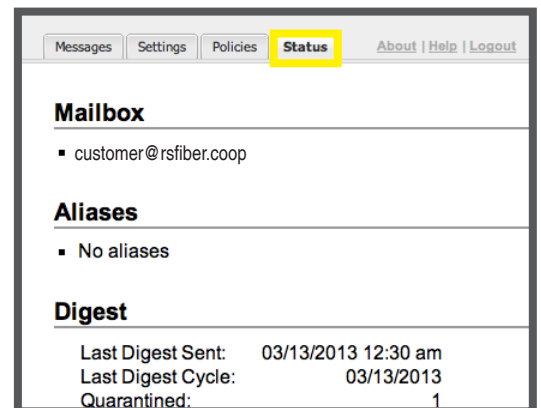 Messages Settings Policies Status About | Help | Logout
Mailbox
▪ customer@rsfiber.coop
Aliases
▪ No aliases
Digest
Last Digest Sent: 03/13/2013 12:30 am
Last Digest Cycle: 03/13/2013
Quarantined: 1